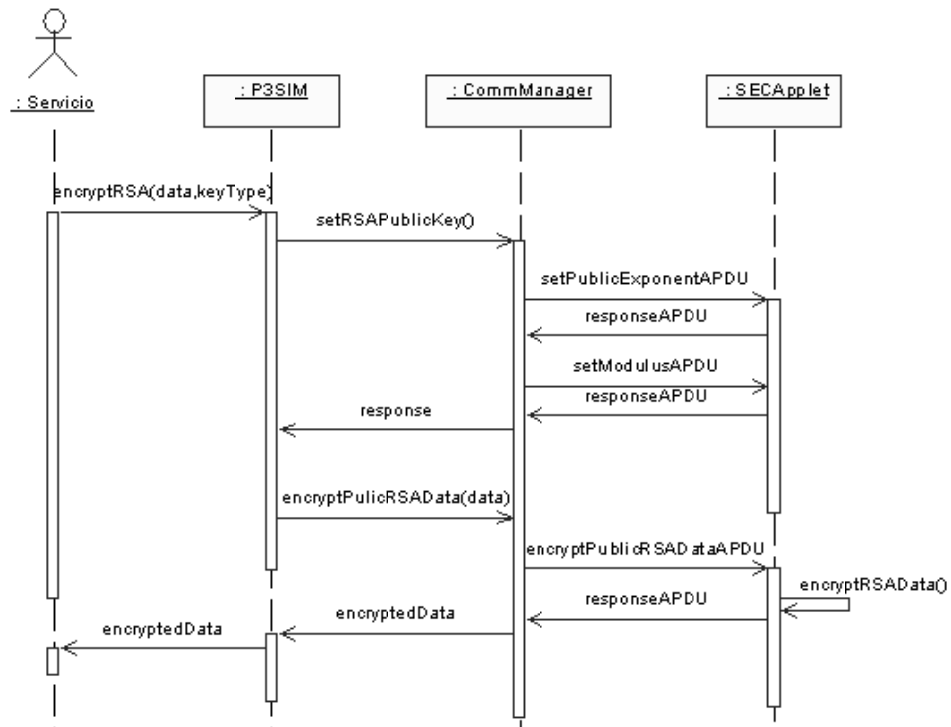 : Servicio
: P3SIM
: CommManager
: SECApplet
encryptRSA(data,keyType)
setRSAPublicKey()
setPublicExponentAPDU
responseAPDU
setModulusAPDU
responseAPDU
response
encryptPulicRSAData(data)
encryptPublicRSADataAPDU
encryptRSAData()
responseAPDU
encryptedData
encryptedData